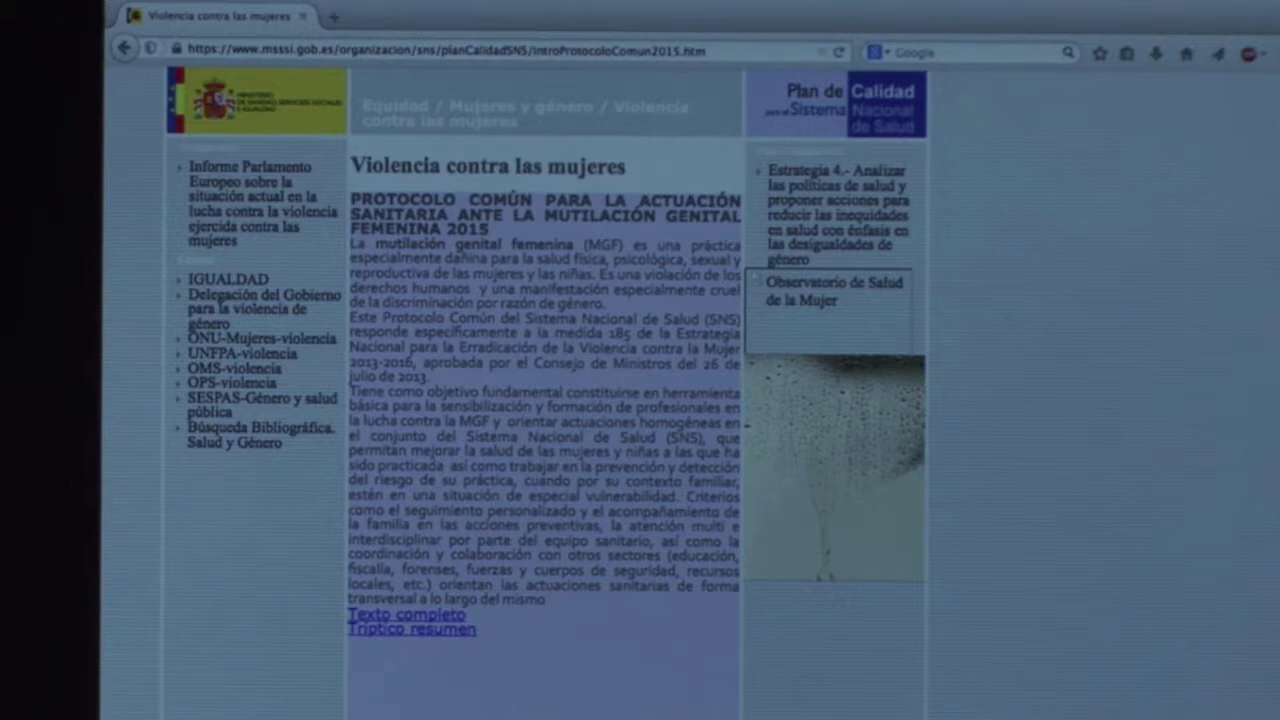 Violencia contra las mujeres
https://www.msssi.gob.es/organizacion/sns/planCalidadSNS/introProtocoloComun2015.htm
Google
MINISTERIO
DE SANIDAD, SERVICIOS SOCIALES
E IGUALDAD
Equidad / Mujeres y género / Violencia
contra las mujeres
Plan de Calidad
para el Sistema Nacional
de Salud
Informe Parlamento
Europeo sobre la
situación actual en la
lucha contra la violencia
ejercida contra las
mujeres
IGUALDAD
Delegación del Gobierno
para la violencia de
género
ONU-Mujeres-violencia
UNFPA-violencia
OMS-violencia
OPS-violencia
SESPAS-Género y salud
pública
Búsqueda Bibliográfica.
Salud y Género
Violencia contra las mujeres
PROTOCOLO COMÚN PARA LA ACTUACIÓN
SANITARIA ANTE LA MUTILACIÓN GENITAL
FEMENINA 2015
La mutilación genital femenina (MGF) es una práctica
especialmente dañina para la salud física, psicológica, sexual y
reproductiva de las mujeres y las niñas. Es una violación de los
derechos humanos y una manifestación especialmente cruel
de la discriminación por razón de género.
Este Protocolo Común del Sistema Nacional de Salud (SNS)
responde específicamente a la medida 185 de la Estrategia
Nacional para la Erradicación de la Violencia contra la Mujer
2013-2016, aprobada por el Consejo de Ministros del 26 de
julio de 2013.
Tiene como objetivo fundamental constituirse en herramienta
básica para la sensibilización y formación de profesionales en
la lucha contra la MGF y orientar actuaciones homogéneas en
el conjunto del Sistema Nacional de Salud (SNS), que
permitan mejorar la salud de las mujeres y niñas a las que ha
sido practicada así como trabajar en la prevención y detección
del riesgo de su práctica, cuando por su contexto familiar,
estén en una situación de especial vulnerabilidad. Criterios
como el seguimiento personalizado y el acompañamiento de
la familia en las acciones preventivas, la atención multi e
interdisciplinar por parte del equipo sanitario, así como la
coordinación y colaboración con otros sectores (educación,
fiscalía, forenses, fuerzas y cuerpos de seguridad, recursos
locales, etc.) orientan las actuaciones sanitarias de forma
transversal a lo largo del mismo
Texto completo
Tríptico resumen
Estrategia 4.- Analizar
las políticas de salud y
proponer acciones para
reducir las inequidades
en salud con énfasis en
las desigualdades de
género
Observatorio de Salud
de la Mujer